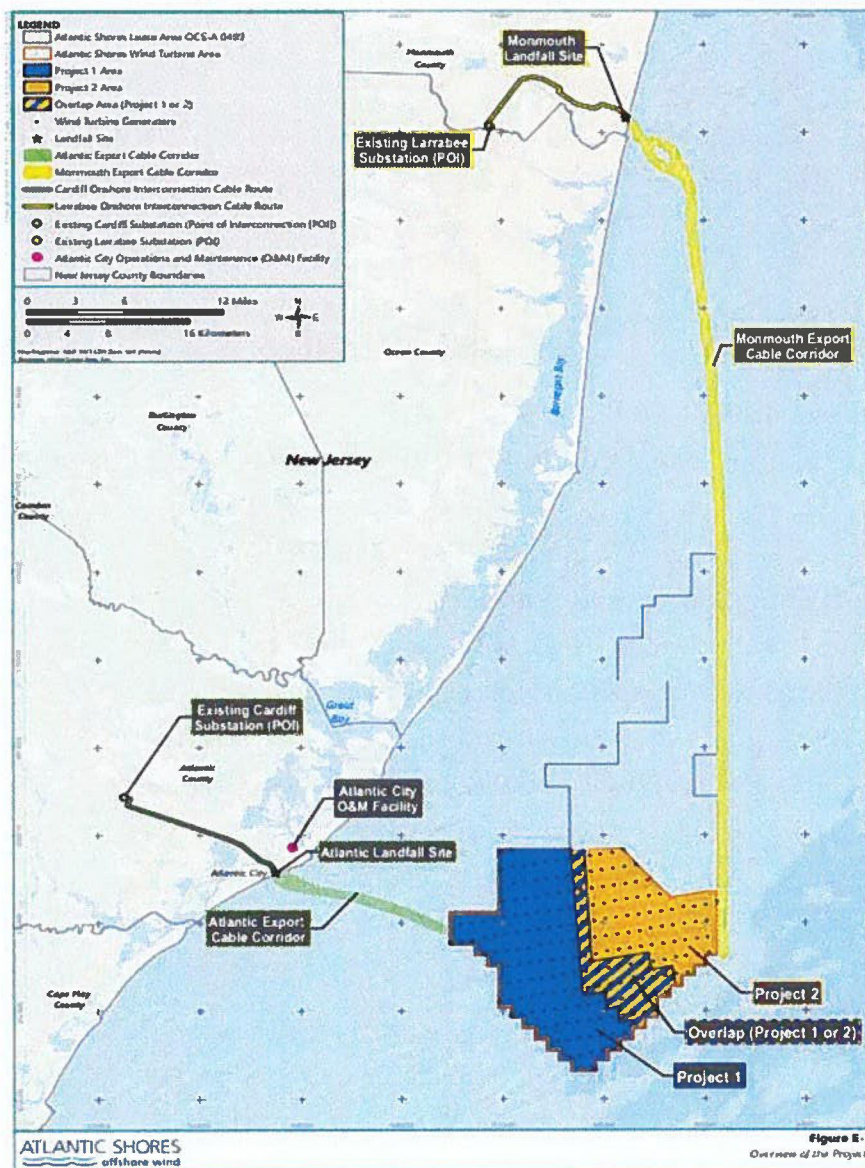 LEGEND
Atlantic Shores Lease Area OCS-A 0499
Atlantic Shores Wind Turbine Area
Project 1 Area
Project 2 Area
Overlap Area (Project 1 or 2)
Wind Turbine Generators
Landfall Site
Atlantic Export Cable Corridor
Monmouth Export Cable Corridor
Cardiff Onshore Interconnection Cable Route
Larrabee Onshore Interconnection Cable Route
Existing Cardiff Substation (Point of Interconnection [POI])
Existing Larrabee Substation (POI)
Atlantic City Operations and Maintenance (O&M) Facility
New Jersey County Boundaries
0 3 6 12 Miles
0 4 8 16 Kilometers
N
W E
S
Monmouth
County
Monmouth
Landfall Site
Existing Larrabee
Substation (POI)
Ocean County
Barnegat Bay
Monmouth Export
Cable Corridor
Burlington
County
New Jersey
Camden
County
Great
Bay
Existing Cardiff
Substation (POI)
Atlantic
County
Atlantic City
O&M Facility
Atlantic Landfall Site
Atlantic City
Atlantic Export
Cable Corridor
Cape May
County
Project 2
Overlap (Project 1 or 2)
Project 1
ATLANTIC SHORES
offshore wind
Figure E-
Overview of the Projec